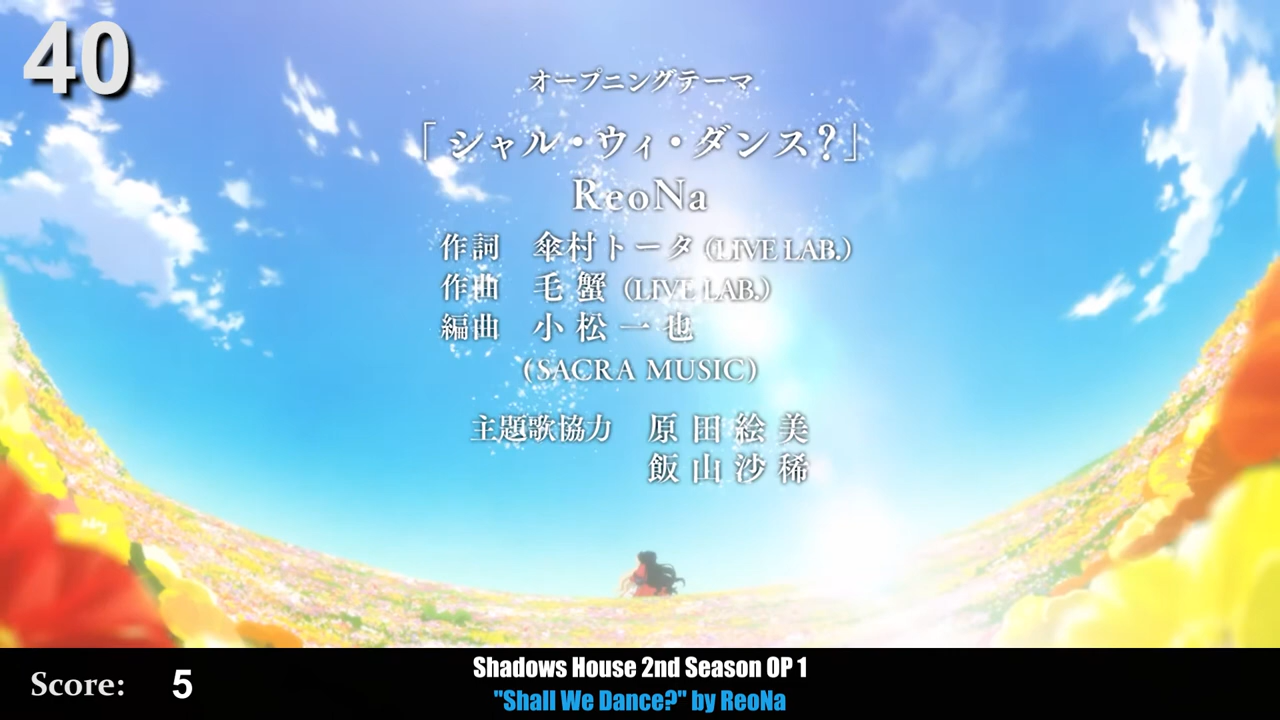 40
オープニングテーマ
「シャル・ウィ・ダンス?」
ReoNa
作詞 傘村トータ(LIVE LAB.)
作曲 毛蟹 (LIVE LAB.)
編曲 小松一也
(SACRA MUSIC)
主題歌協力 原田絵美
飯山沙稀
Score: 5
Shadows House 2nd Season OP 1
"Shall We Dance?" by ReoNa